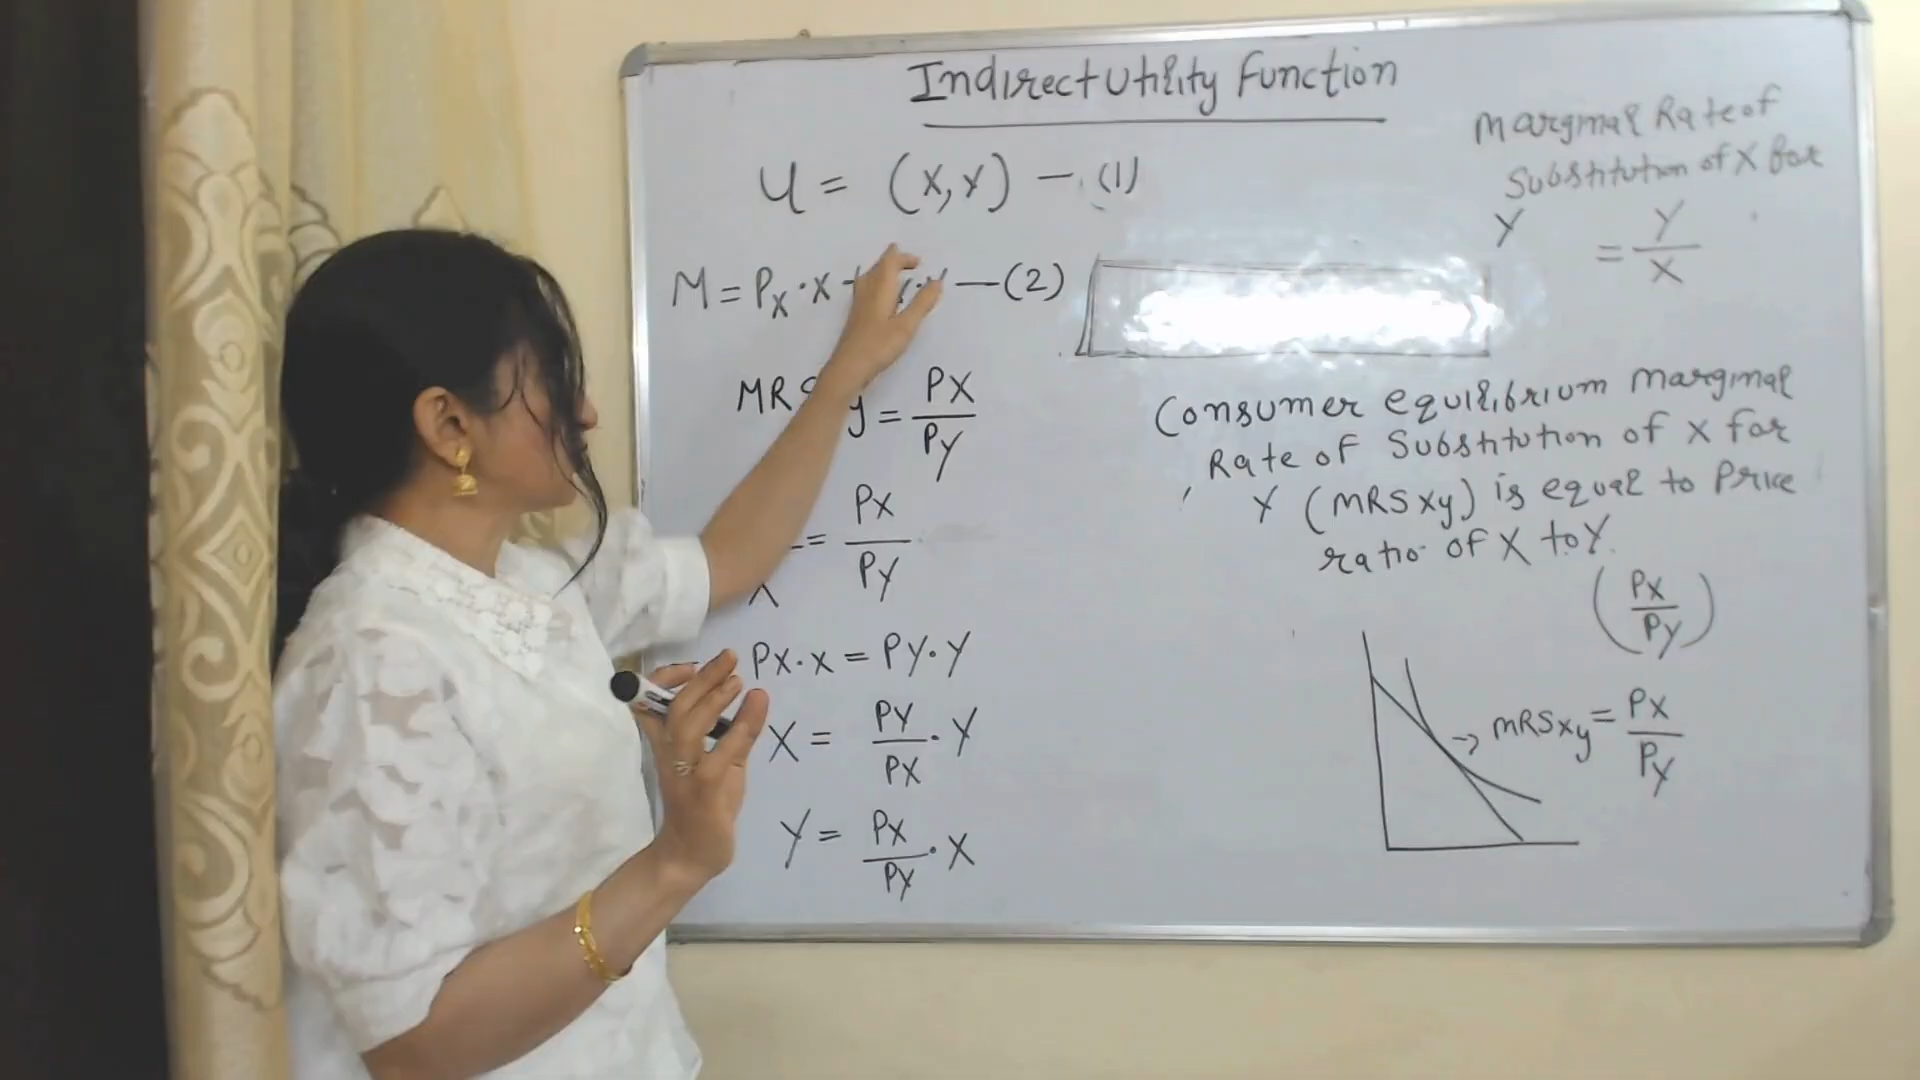 Indirect Utility Function
U = (X,Y) - (1)
M = Px·X + Y·Y - (2)
MRS y = PX/PY
X = PX/PY
PX·X = PY·Y
X = PY/PX·Y
Y = PX/PY·X
Marginal Rate of
Substitution of X for
Y = Y/X
Consumer equilibrium marginal
Rate of Substitution of X for
Y (MRSxy) is equal to Price
ratio of X to Y.
(PX/PY)
→ MRSxy = PX/PY